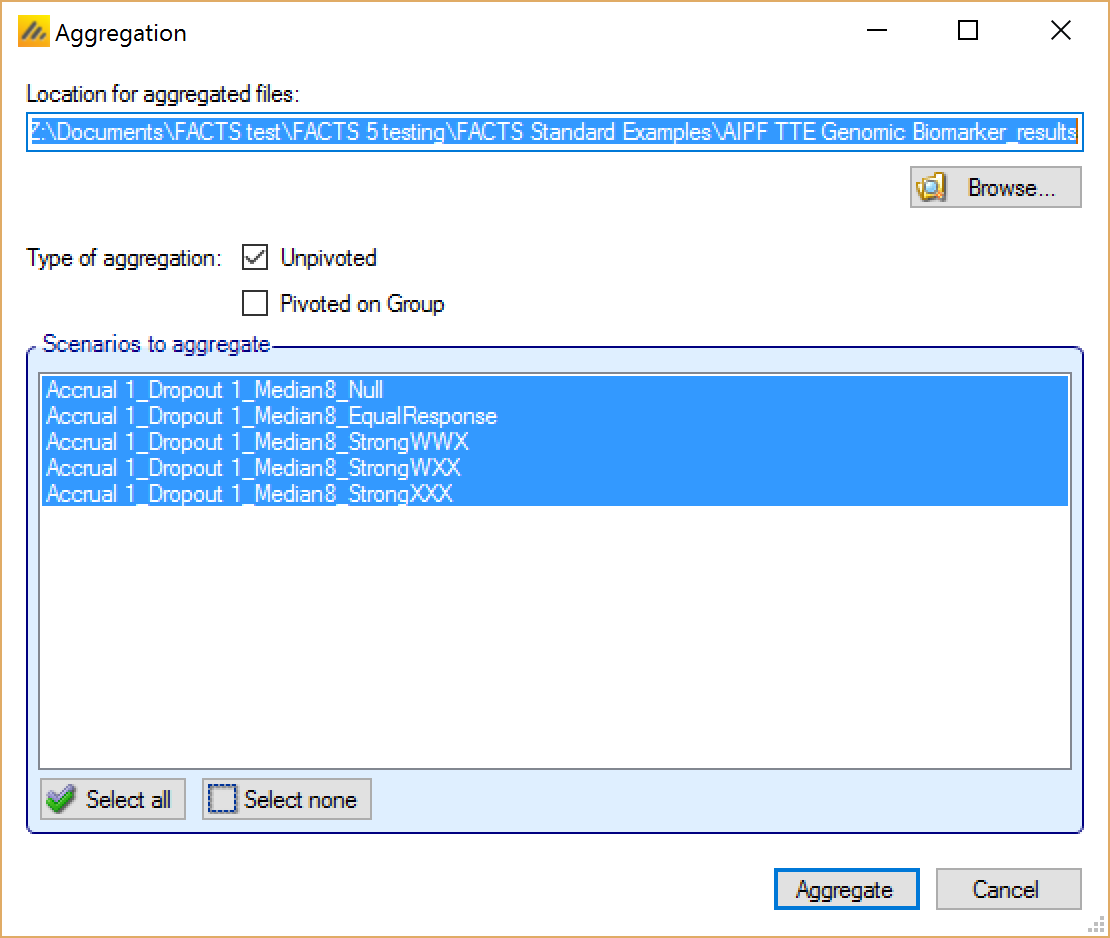 Aggregation
Location for aggregated files:
Z:\Documents\FACTS test\FACTS 5 testing\FACTS Standard Examples\AIPF TTE Genomic Biomarker_results
Browse...
Type of aggregation: Unpivoted
Pivoted on Group
Scenarios to aggregate
Accrual 1_Dropout 1_Median8_Null
Accrual 1_Dropout 1_Median8_EqualResponse
Accrual 1_Dropout 1_Median8_StrongWWX
Accrual 1_Dropout 1_Median8_StrongWXX
Accrual 1_Dropout 1_Median8_StrongXXX
Select all Select none
Aggregate Cancel